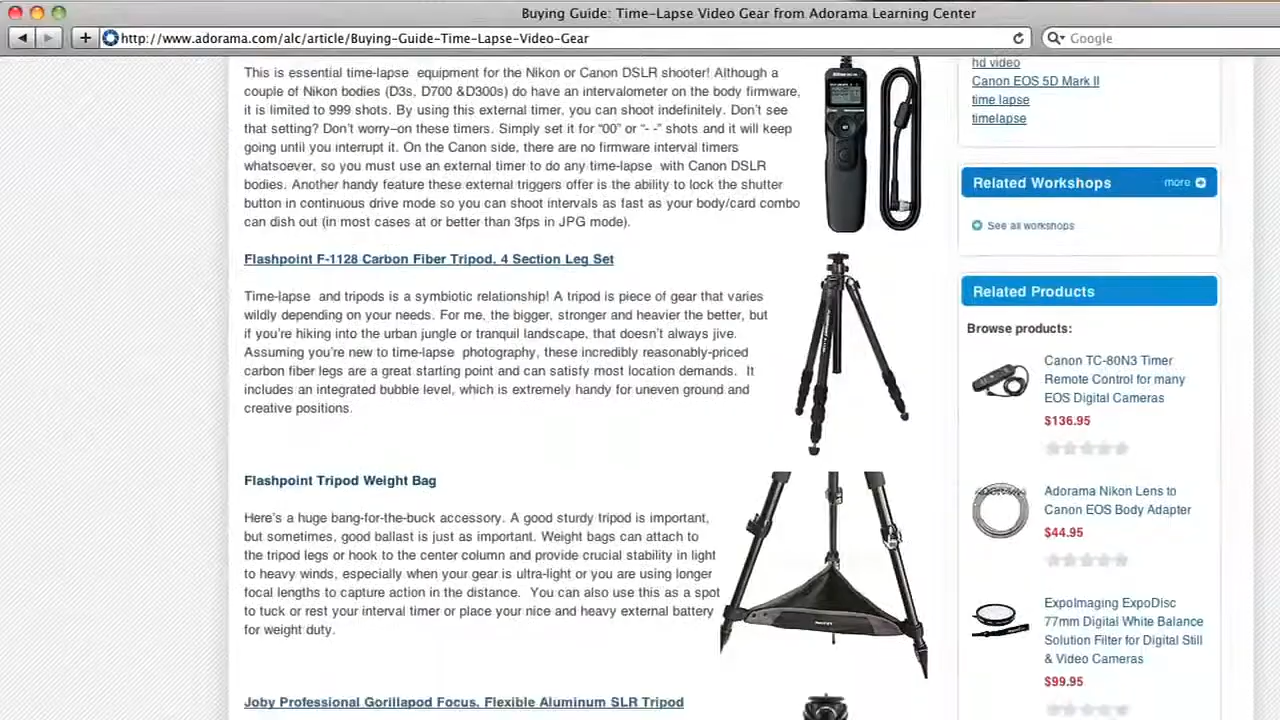 Buying Guide: Time-Lapse Video Gear from Adorama Learning Center
http://www.adorama.com/alc/article/Buying-Guide-Time-Lapse-Video-Gear
Google
This is essential time-lapse equipment for the Nikon or Canon DSLR shooter! Although a
couple of Nikon bodies (D3s, D700 &D300s) do have an intervalometer on the body firmware,
it is limited to 999 shots. By using this external timer, you can shoot indefinitely. Don't see
that setting? Don't worry–on these timers. Simply set it for “00” or “- -” shots and it will keep
going until you interrupt it. On the Canon side, there are no firmware interval timers
whatsoever, so you must use an external timer to do any time-lapse with Canon DSLR
bodies. Another handy feature these external triggers offer is the ability to lock the shutter
button in continuous drive mode so you can shoot intervals as fast as your body/card combo
can dish out (in most cases at or better than 3fps in JPG mode).
Flashpoint F-1128 Carbon Fiber Tripod, 4 Section Leg Set
Time-lapse and tripods is a symbiotic relationship! A tripod is piece of gear that varies
wildly depending on your needs. For me, the bigger, stronger and heavier the better, but
if you're hiking into the urban jungle or tranquil landscape, that doesn't always jive.
Assuming you're new to time-lapse photography, these incredibly reasonably-priced
carbon fiber legs are a great starting point and can satisfy most location demands. It
includes an integrated bubble level, which is extremely handy for uneven ground and
creative positions.
Flashpoint Tripod Weight Bag
Here's a huge bang-for-the-buck accessory. A good sturdy tripod is important,
but sometimes, gold ballast is just as important. Weight bags can attach to
the tripod legs or hook to the center column and provide crucial stability in light
to heavy winds, especially when your gear is ultra-light or you are using longer
focal lengths to capture action in the distance. You can also use this as a spot
to tuck or rest your interval timer or place your nice and heavy external battery
for weight duty.
Joby Professional Gorillapod Focus, Flexible Aluminum SLR Tripod
hd video
Canon EOS 5D Mark II
time lapse
timelapse
Related Workshops more
See all workshops
Related Products
Browse products:
Canon TC-80N3 Timer
Remote Control for many
EOS Digital Cameras
$136.95
Adorama Nikon Lens to
Canon EOS Body Adapter
$44.95
ExpoImaging ExpoDisc
77mm Digital White Balance
Solution Filter for Digital Still
& Video Cameras
$99.95